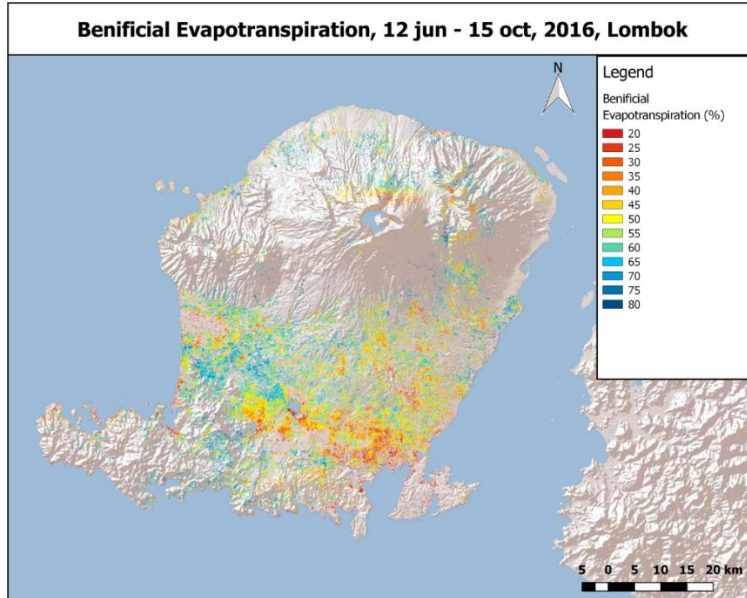 Benificial Evapotranspiration, 12 jun - 15 oct, 2016, Lombok
N
Legend
Benificial
Evapotranspiration (%)
20
25
30
35
40
45
50
55
60
65
70
75
80
5 0 5 10 15 20 km